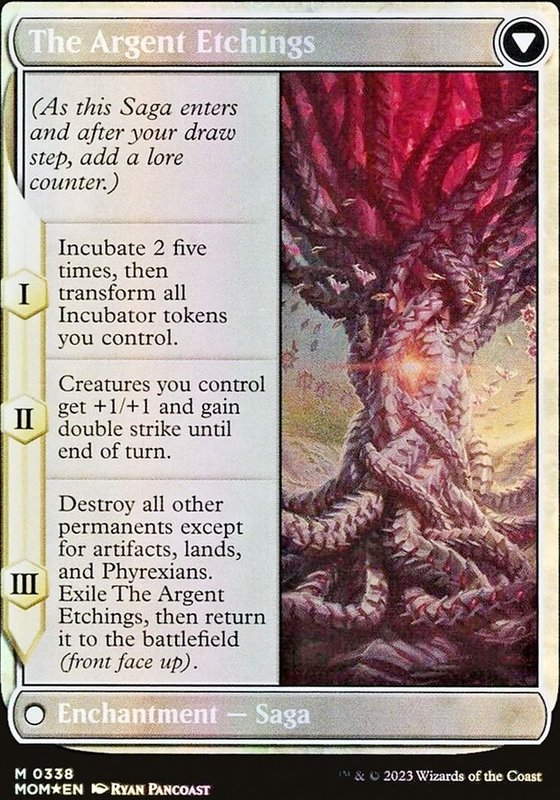 The Argent Etchings
(As this Saga enters
and after your draw
step, add a lore
counter.)
I
Incubate 2 five
times, then
transform all
Incubator tokens
you control.
II
Creatures you control
get +1/+1 and gain
double strike until
end of turn.
III
Destroy all other
permanents except
for artifacts, lands,
and Phyrexians.
Exile The Argent
Etchings, then return
it to the battlefield
(front face up).
Enchantment — Saga
M 0338
MOM★EN Ryan Pancoast
™ & © 2023 Wizards of the Coast